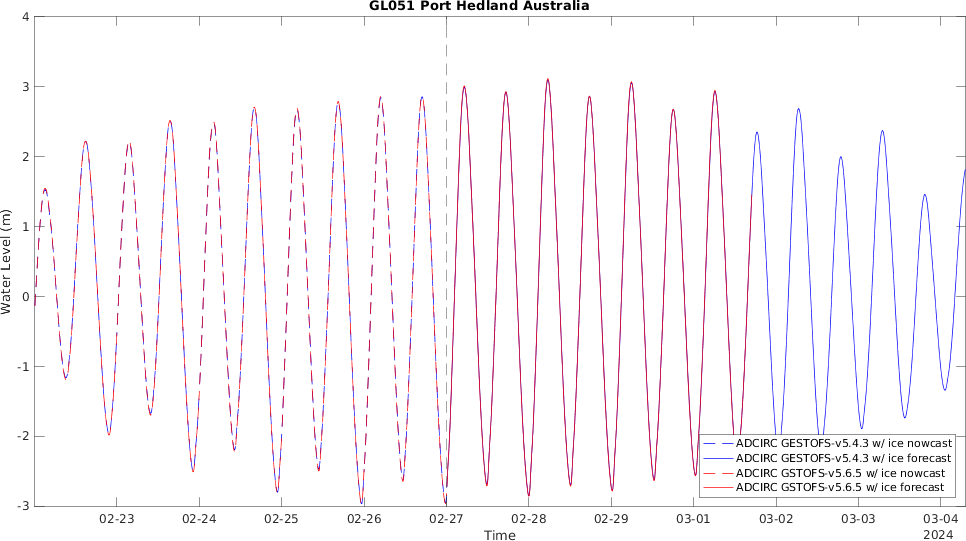 GL051 Port Hedland Australia
4
3
2
1
0
-1
-2
-3
Water Level (m)
ADCIRC GESTOFS-v5.4.3 w/ ice nowcast
ADCIRC GESTOFS-v5.4.3 w/ ice forecast
ADCIRC GSTOFS-v5.6.5 w/ ice nowcast
ADCIRC GSTOFS-v5.6.5 w/ ice forecast
02-23 02-24 02-25 02-26 02-27 02-28 02-29 03-01 03-02 03-03 03-04
2024
Time